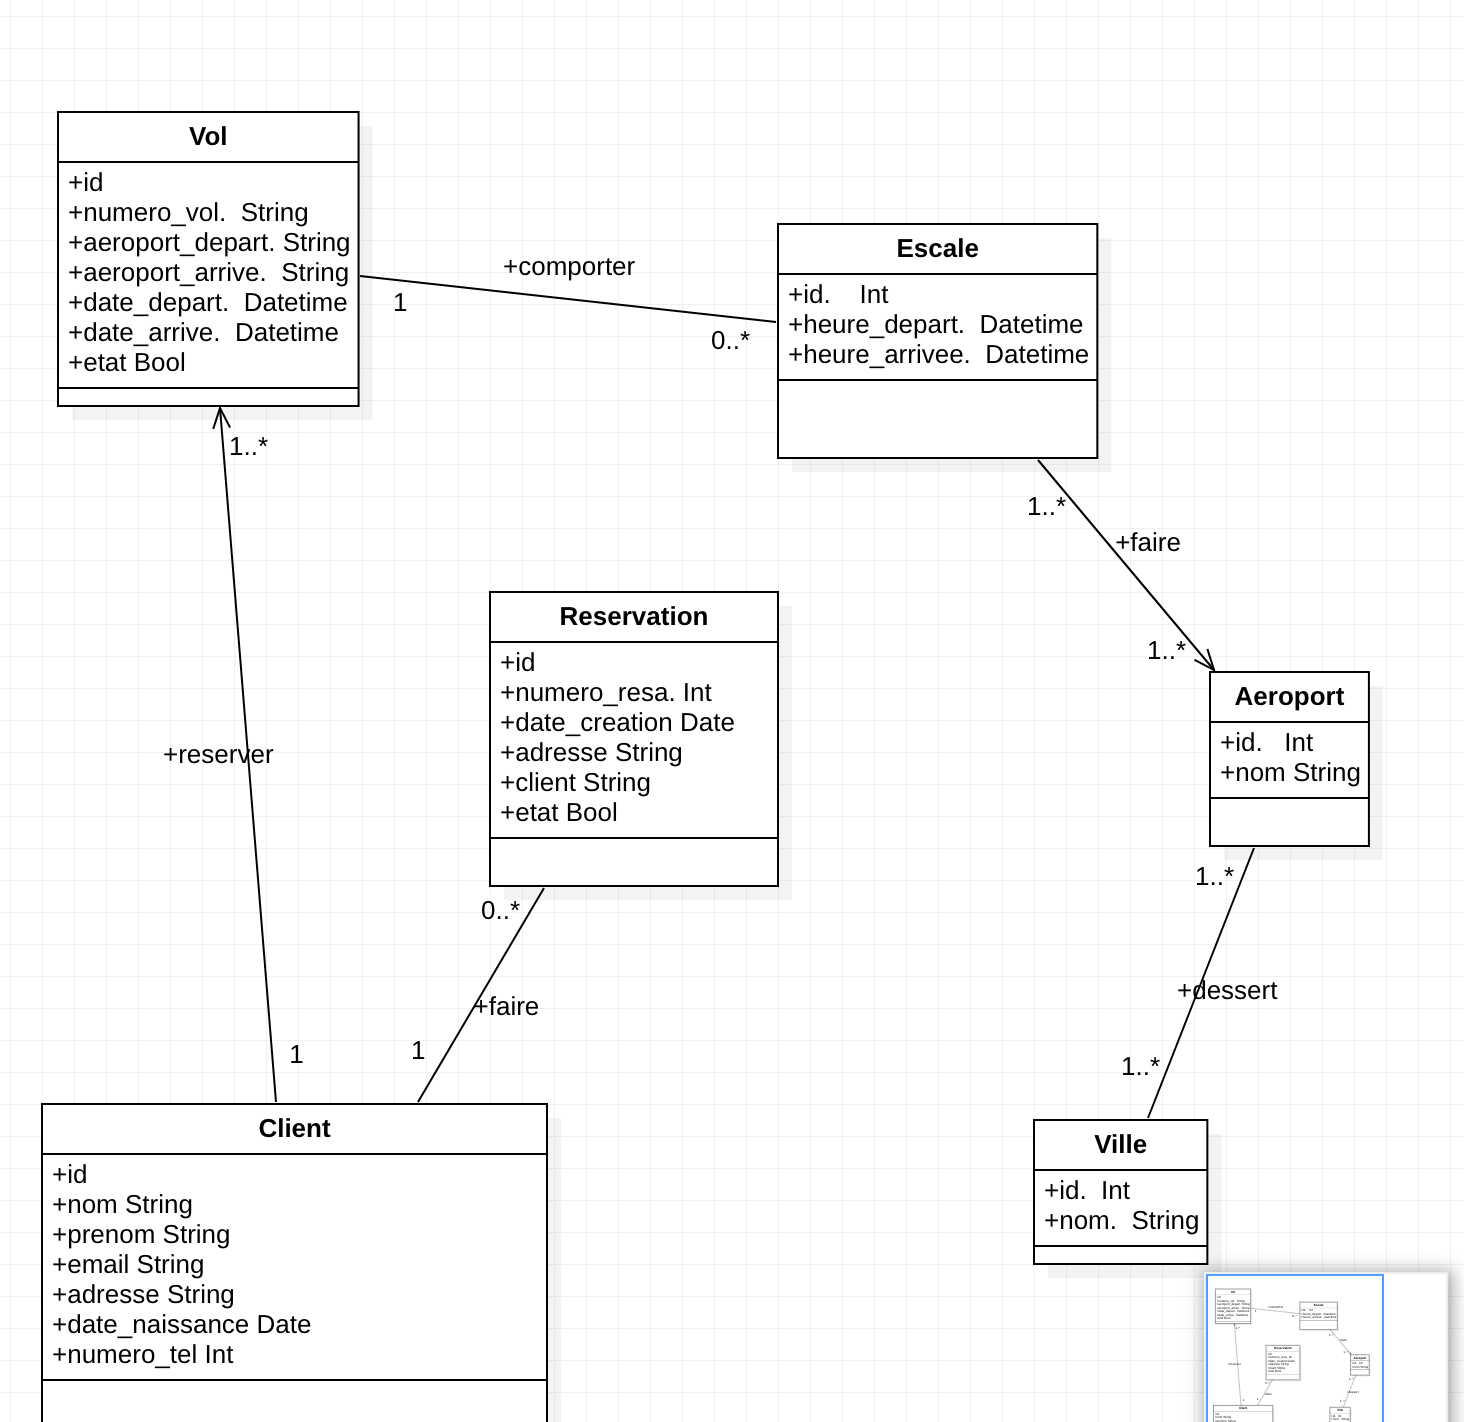 Vol
+id
+numero_vol.  String
+aeroport_depart. String
+aeroport_arrive.  String
+date_depart.  Datetime
+date_arrive.  Datetime
+etat Bool
+comporter
1
0..*
Escale
+id.    Int
+heure_depart.  Datetime
+heure_arrivee.  Datetime
1..*
1..*
+faire
1..*
Reservation
+id
+numero_resa. Int
+date_creation Date
+adresse String
+client String
+etat Bool
Aeroport
+id.   Int
+nom String
+reserver
0..*
1..*
+faire
+dessert
1
1
1..*
Client
+id
+nom String
+prenom String
+email String
+adresse String
+date_naissance Date
+numero_tel Int
Ville
+id.  Int
+nom.  String